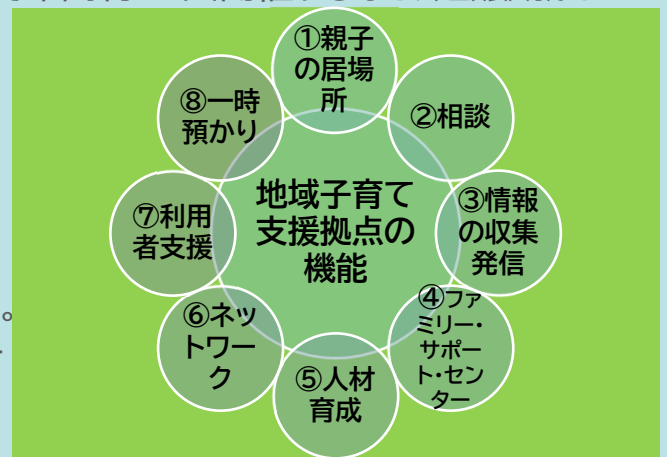 ①親子
の居場
所
②相談
③情報
の収集
発信
④ファ
ミリー・
サポー
ト・セン
ター
⑤人材
育成
⑥ネッ
トワー
ク
⑦利用
者支援
⑧一時
預かり
地域子育て
支援拠点の
機能
。